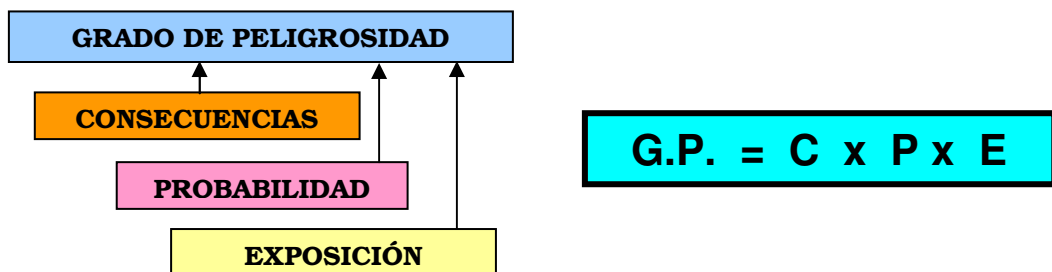 GRADO DE PELIGROSIDAD
CONSECUENCIAS
PROBABILIDAD
EXPOSICIÓN
G.P. = C x P x E